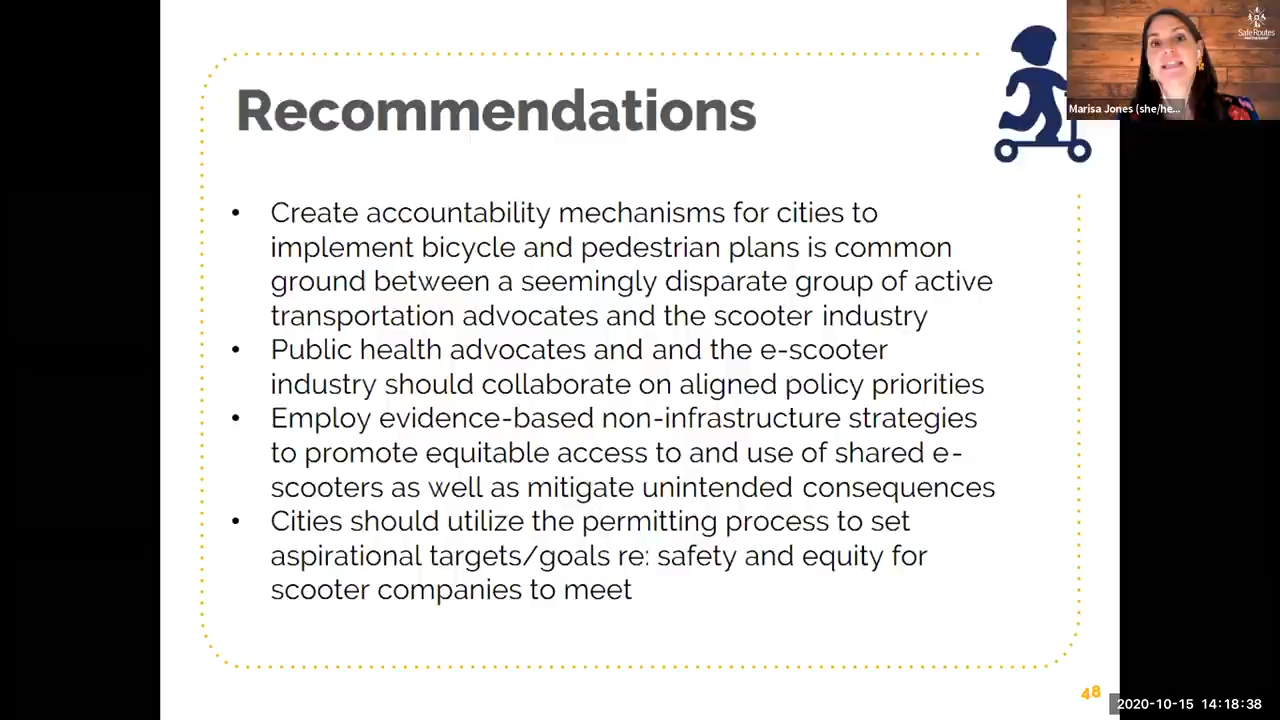 Recommendations
• Create accountability mechanisms for cities to
implement bicycle and pedestrian plans is common
ground between a seemingly disparate group of active
transportation advocates and the scooter industry
• Public health advocates and and the e-scooter
industry should collaborate on aligned policy priorities
• Employ evidence-based non-infrastructure strategies
to promote equitable access to and use of shared e-
scooters as well as mitigate unintended consequences
• Cities should utilize the permitting process to set
aspirational targets/goals re: safety and equity for
scooter companies to meet
48
Safe Routes
PARTNERSHIP
Marisa Jones (she/he...
2020-10-15 14:18:38